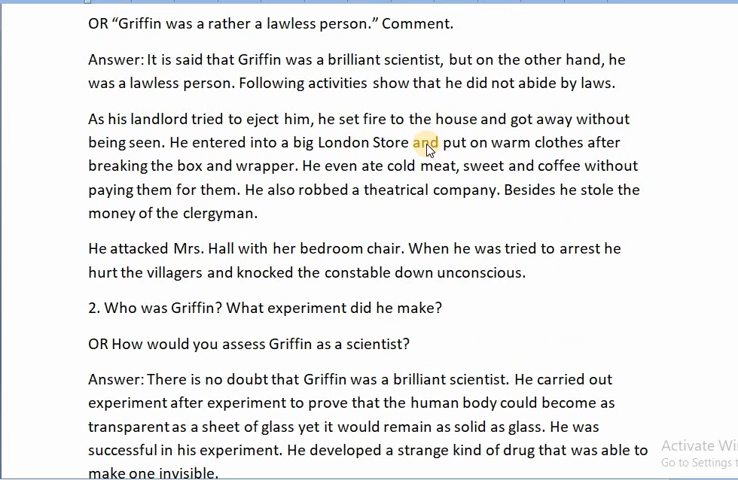 OR “Griffin was a rather a lawless person.” Comment.
Answer: It is said that Griffin was a brilliant scientist, but on the other hand, he
was a lawless person. Following activities show that he did not abide by laws.
As his landlord tried to eject him, he set fire to the house and got away without
being seen. He entered into a big London Store and put on warm clothes after
breaking the box and wrapper. He even ate cold meat, sweet and coffee without
paying them for them. He also robbed a theatrical company. Besides he stole the
money of the clergyman.
He attacked Mrs. Hall with her bedroom chair. When he was tried to arrest he
hurt the villagers and knocked the constable down unconscious.
2. Who was Griffin? What experiment did he make?
OR How would you assess Griffin as a scientist?
Answer: There is no doubt that Griffin was a brilliant scientist. He carried out
experiment after experiment to prove that the human body could become as
transparent as a sheet of glass yet it would remain as solid as glass. He was
successful in his experiment. He developed a strange kind of drug that was able to
make one invisible.
Activate Wi
Go to Settings t